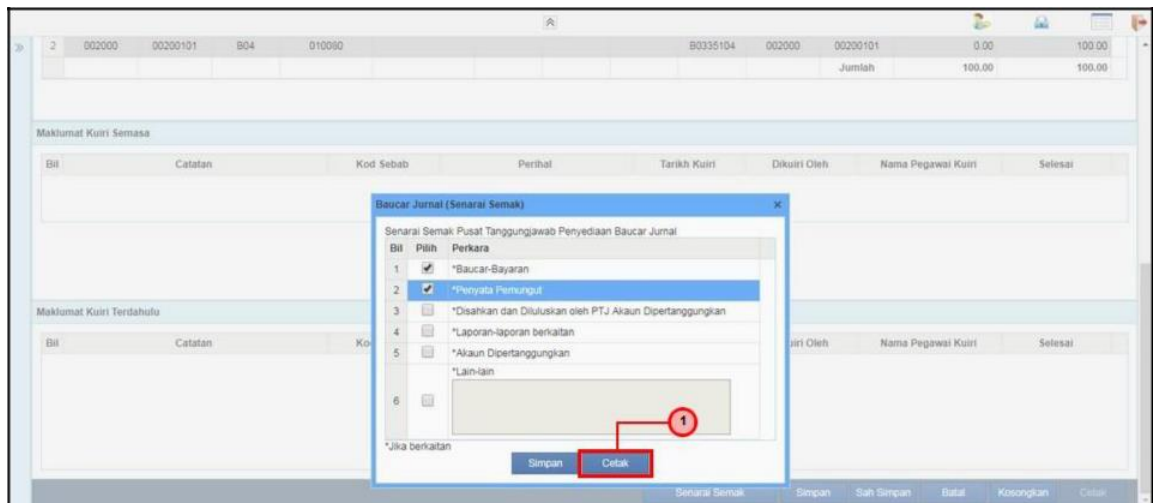 2 002000 00200101 B04 010080 B0335104 002000 00200101 0.00 100.00
Jumlah 100.00 100.00
Maklumat Kuiri Semasa
Bil Catatan Kod Sebab Perihal Tarikh Kuiri Dikuiri Oleh Nama Pegawai Kuiri Selesai
Baucar Jurnal (Senarai Semak) ×
Senarai Semak Pusat Tanggungjawab Penyediaan Baucar Jurnal
Bil Pilih Perkara
1 *Baucar-Bayaran
2 *Penyata Pemungut
3 *Disahkan dan Diluluskan oleh PTJ Akaun Dipertanggungkan
4 *Laporan-laporan berkaitan
5 *Akaun Dipertanggungkan
*Lain-lain
6
1
*Jika berkaitan
Simpan Cetak
Maklumat Kuiri Terdahulu
Bil Catatan Ko uiri Oleh Nama Pegawai Kuiri Selesai
Senarai Semak Simpan Sah Simpan Batal Kosongkan Cetak